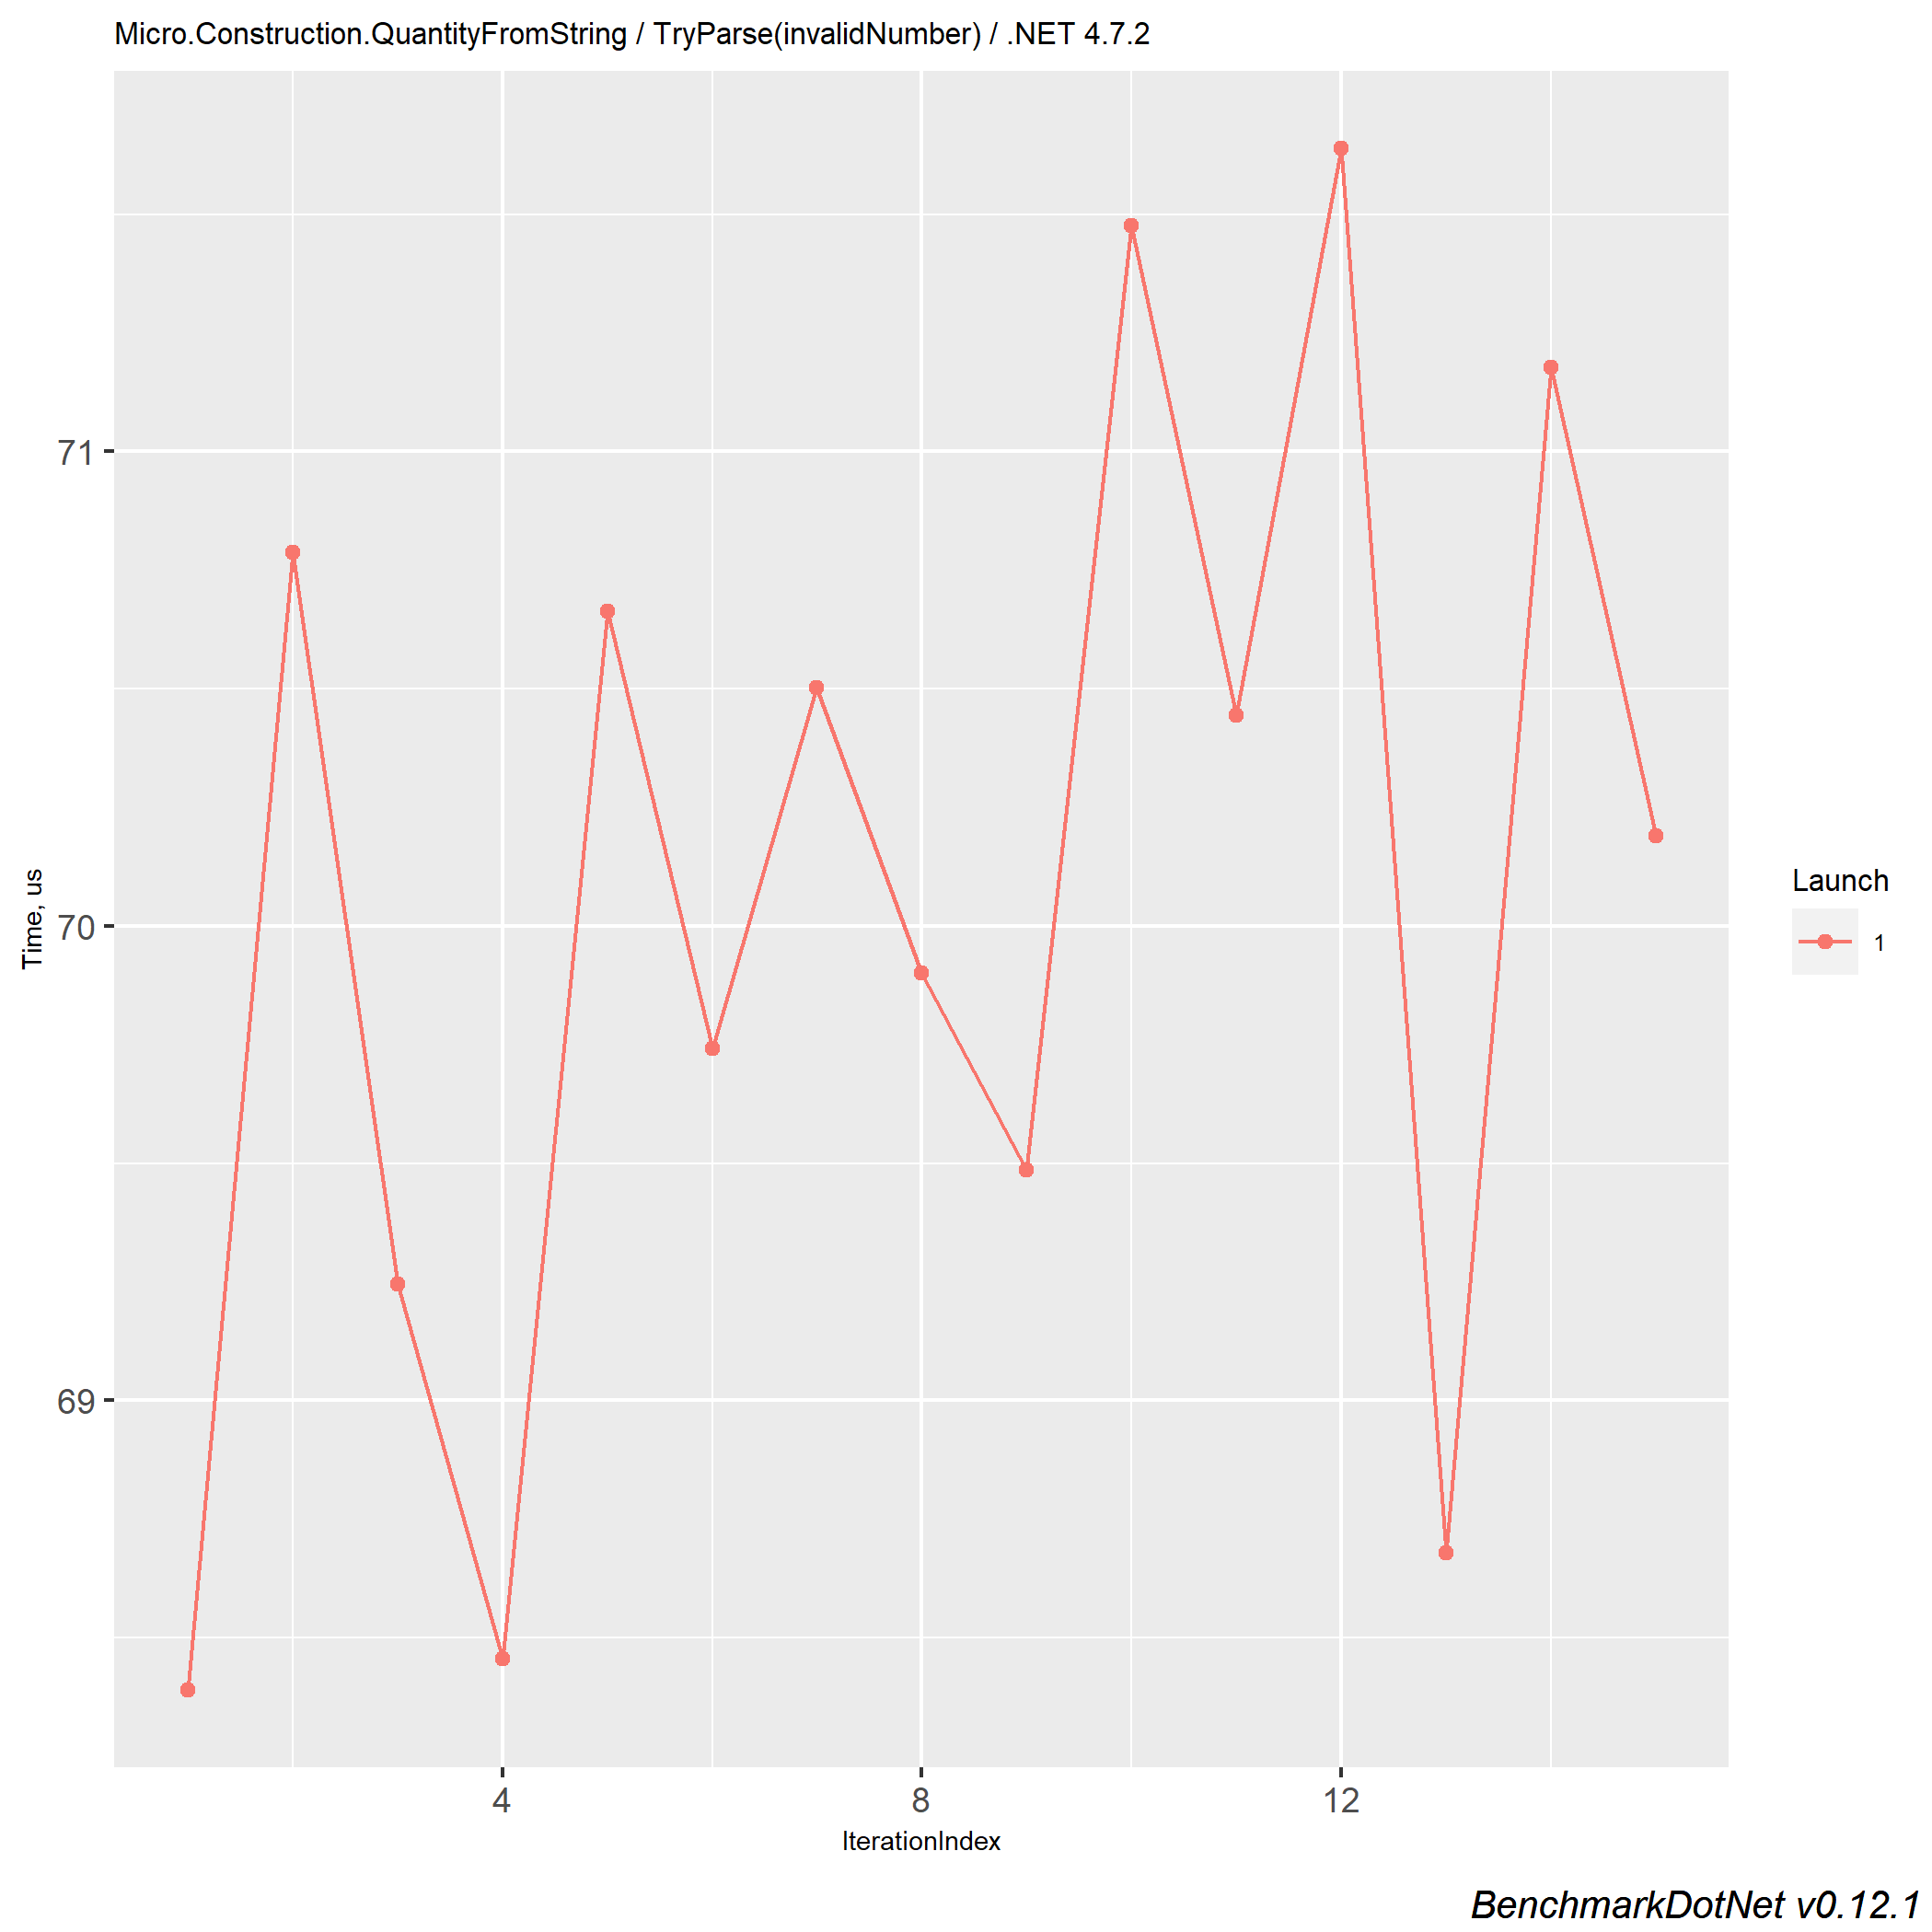 Micro.Construction.QuantityFromString / TryParse(invalidNumber) / .NET 4.7.2
71
70
69
Time, us
4
8
12
IterationIndex
Launch
1
BenchmarkDotNet v0.12.1